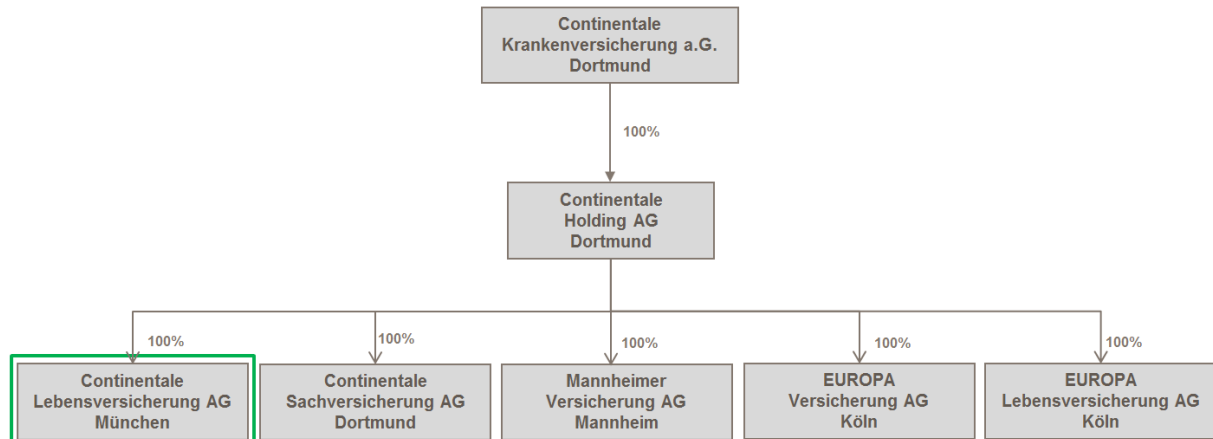 Continentale
Krankenversicherung a.G.
Dortmund
100%
Continentale
Holding AG
Dortmund
100%
100%
100%
100%
100%
Continentale
Lebensversicherung AG
München
Continentale
Sachversicherung AG
Dortmund
Mannheimer
Versicherung AG
Mannheim
EUROPA
Versicherung AG
Köln
EUROPA
Lebensversicherung AG
Köln